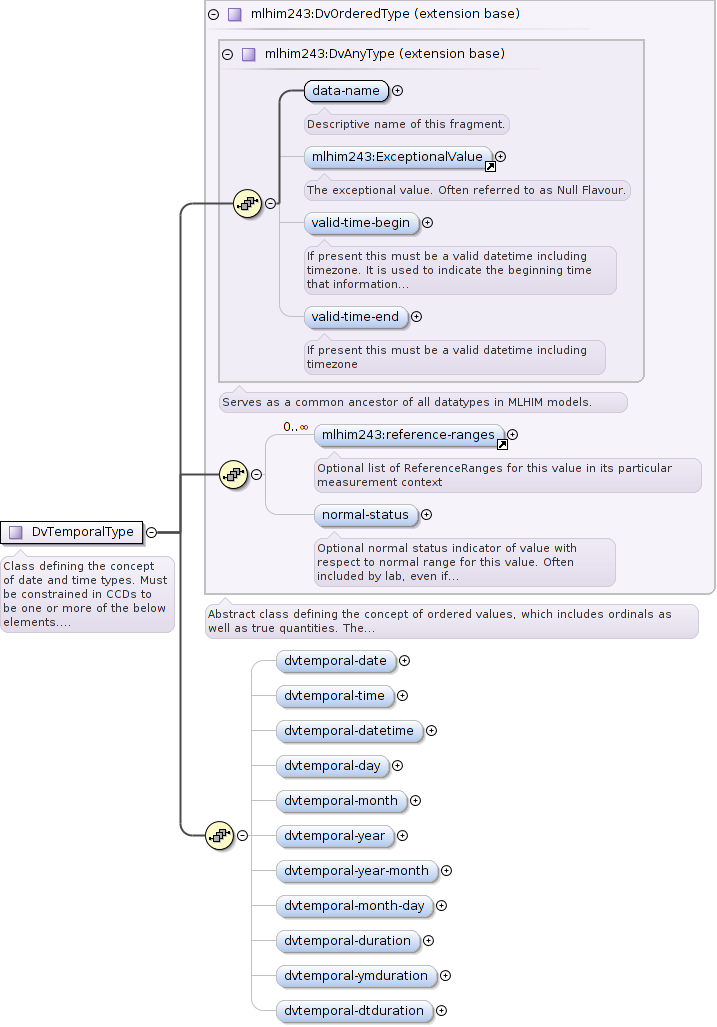 mlhim243:DvOrderedType (extension base)
mlhim243:DvAnyType (extension base)
data-name
Descriptive name of this fragment.
mlhim243:ExceptionalValue
The exceptional value. Often referred to as Null Flavour.
valid-time-begin
If present this must be a valid datetime including
timezone. It is used to indicate the beginning time
that information...
valid-time-end
If present this must be a valid datetime including
timezone
Serves as a common ancestor of all datatypes in MLHIM models.
0..∞
mlhim243:reference-ranges
Optional list of ReferenceRanges for this value in its particular
measurement context
normal-status
Optional normal status indicator of value with
respect to normal range for this value. Often
included by lab, even if...
DvTemporalType
Class defining the concept
of date and time types. Must
be constrained in CCDs to
be one or more of the below
elements....
Abstract class defining the concept of ordered values, which includes ordinals as
well as true quantities. The...
dvtemporal-date
dvtemporal-time
dvtemporal-datetime
dvtemporal-day
dvtemporal-month
dvtemporal-year
dvtemporal-year-month
dvtemporal-month-day
dvtemporal-duration
dvtemporal-ymduration
dvtemporal-dtduration